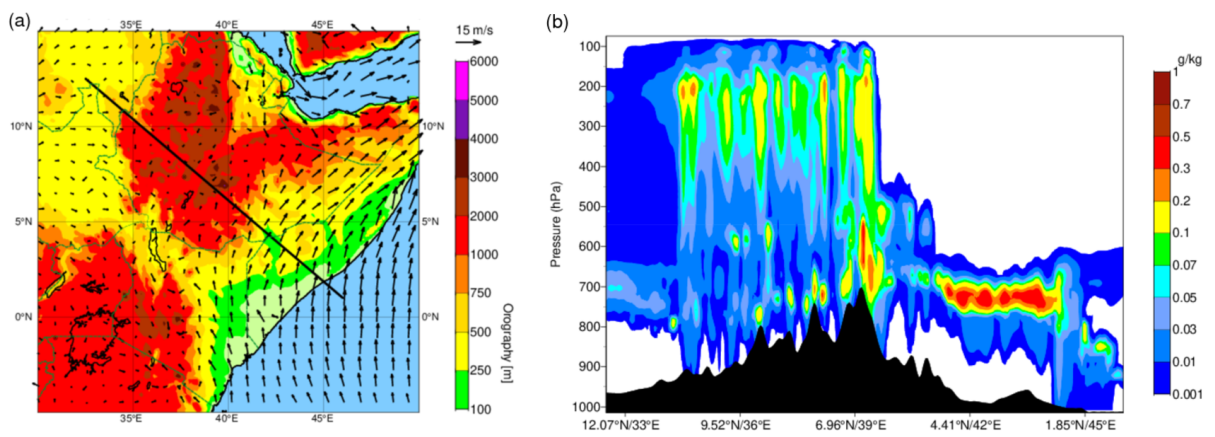 (a)
35°E 40°E 45°E
15 m/s
6000
5000
4000
3000
2000
1000
750
500
250
100
Orography [m]
10°N 10°N
5°N 5°N
0°N 0°N
35°E 40°E 45°E
(b)
Pressure (hPa)
100
200
300
400
500
600
700
800
900
1000
12.07°N/33°E 9.52°N/36°E 6.96°N/39°E 4.41°N/42°E 1.85°N/45°E
g/kg
1
0.7
0.5
0.3
0.2
0.1
0.07
0.05
0.03
0.01
0.001